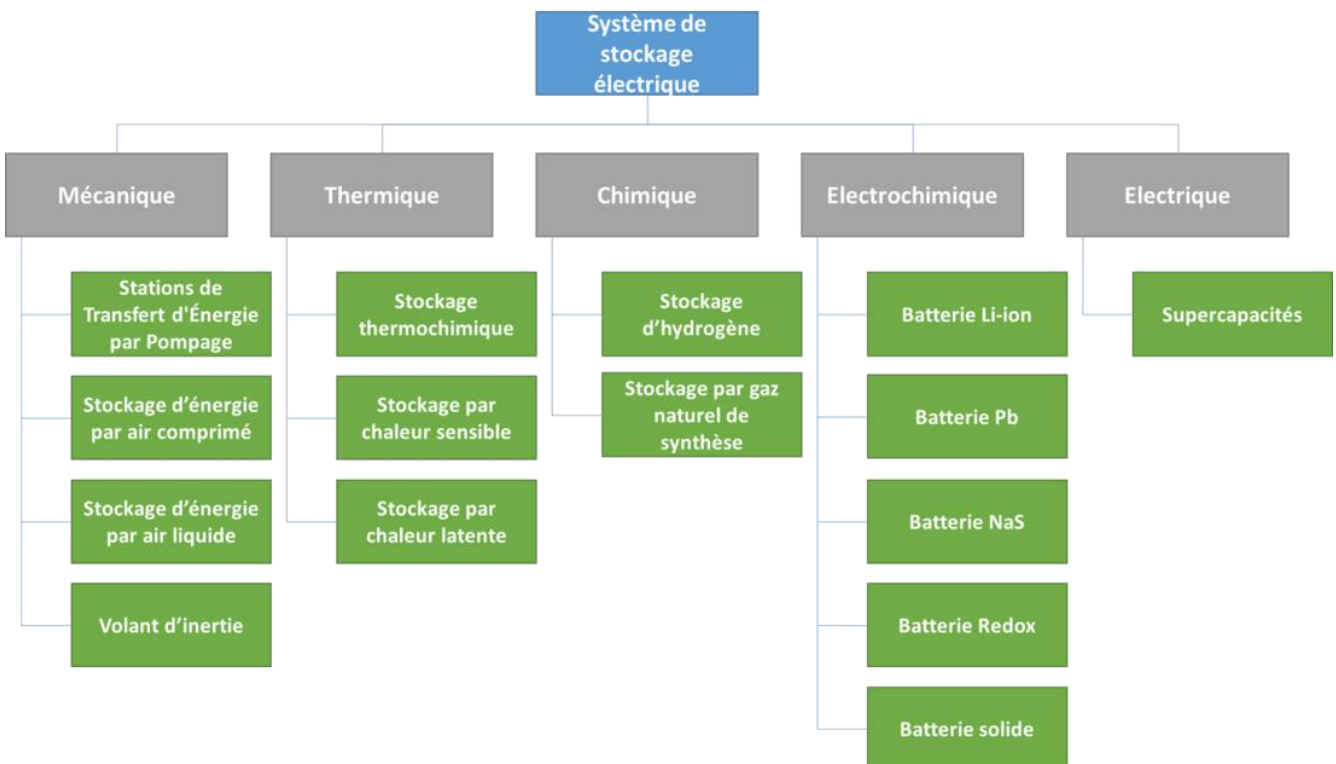 Système de
stockage
électrique
Mécanique
Thermique
Chimique
Electrochimique
Electrique
Stations de
Transfert d'Énergie
par Pompage
Stockage d’énergie
par air comprimé
Stockage d’énergie
par air liquide
Volant d’inertie
Stockage
thermochimique
Stockage par
chaleur sensible
Stockage par
chaleur latente
Stockage
d’hydrogène
Stockage par gaz
naturel de
synthèse
Batterie Li-ion
Batterie Pb
Batterie NaS
Batterie Redox
Batterie solide
Supercapacités